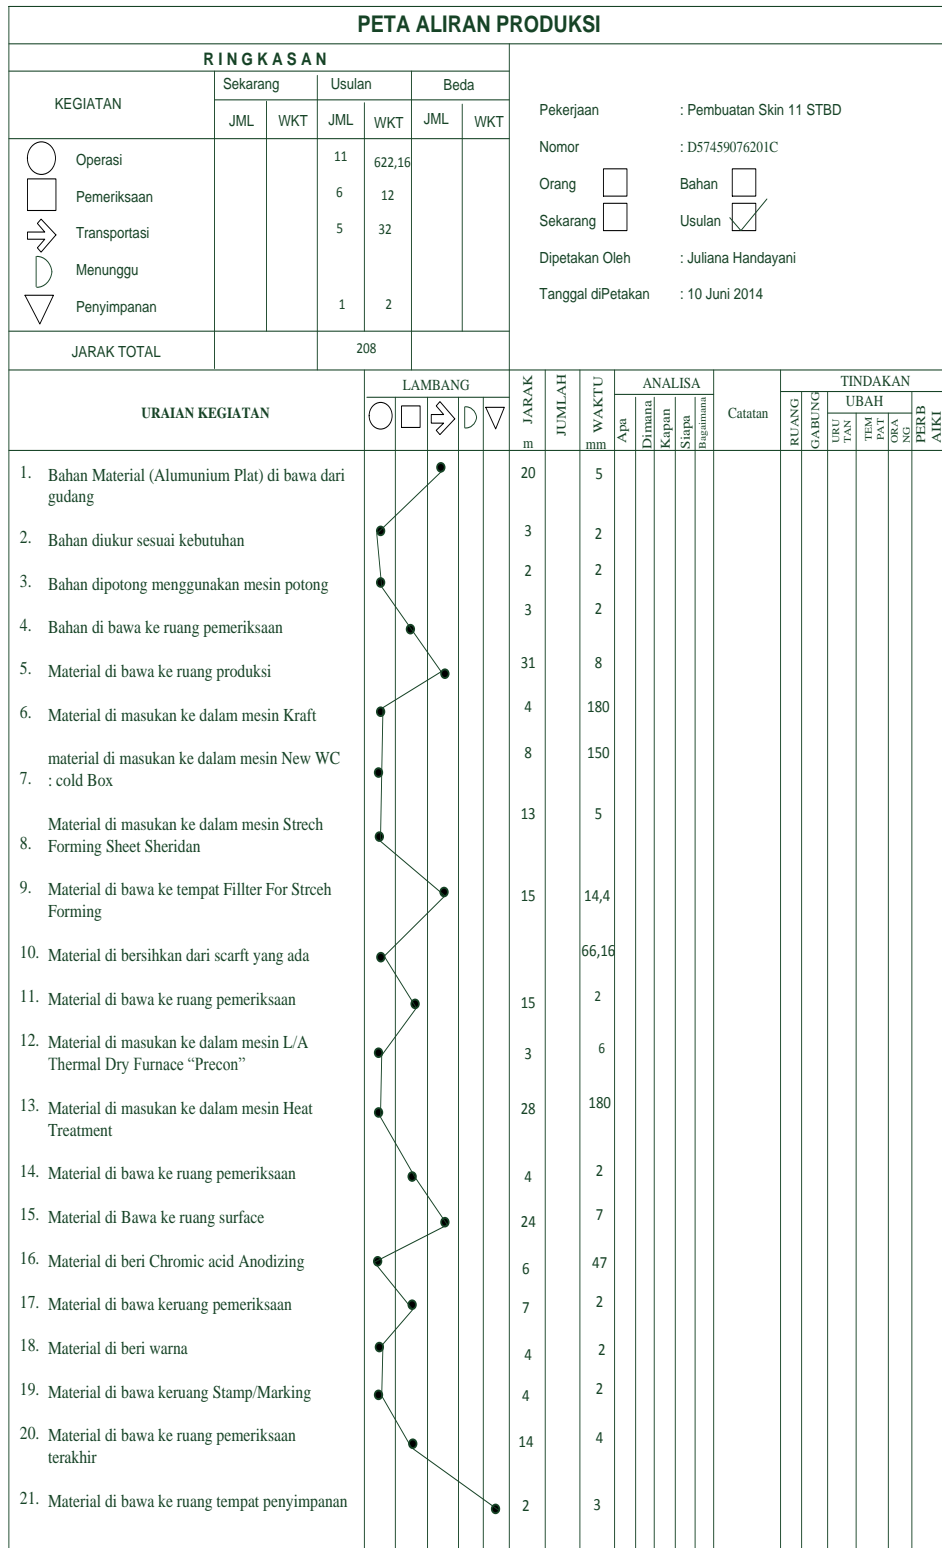 PETA ALIRAN PRODUKSI
RINGKASAN
KEGIATAN
Sekarang Usulan Beda
JML WKT JML WKT JML WKT
Operasi 11 622,16
Pemeriksaan 6 12
Transportasi 5 32
Menunggu
Penyimpanan 1 2
JARAK TOTAL 208
Pekerjaan : Pembuatan Skin 11 STBD
Nomor : D57459076201C
Orang Bahan
Sekarang Usulan
Dipetakan Oleh : Juliana Handayani
Tanggal diPetakan : 10 Juni 2014
URAIAN KEGIATAN
LAMBANG
JARAK
m
JUMLAH
WAKTU
mm
ANALISA
Apa
Dimana
Kapan
Siapa
Bagaimana
Catatan
TINDAKAN
RUANG
GABUNG
UBAH
URU
TAN
TEM
PAT
ORA
NG
PERB
AIKI
1. Bahan Material (Alumunium Plat) di bawa dari 20 5
gudang
2. Bahan diukur sesuai kebutuhan 3 2
3. Bahan dipotong menggunakan mesin potong 2 2
4. Bahan di bawa ke ruang pemeriksaan 3 2
5. Material di bawa ke ruang produksi 31 8
6. Material di masukan ke dalam mesin Kraft 4 180
material di masukan ke dalam mesin New WC 8 150
7. : cold Box
Material di masukan ke dalam mesin Strech 13 5
8. Forming Sheet Sheridan
9. Material di bawa ke tempat Fillter For Strceh 15 14,4
Forming
10. Material di bersihkan dari scarft yang ada 66,16
11. Material di bawa ke ruang pemeriksaan 15 2
12. Material di masukan ke dalam mesin L/A 3 6
Thermal Dry Furnace “Precon”
13. Material di masukan ke dalam mesin Heat 28 180
Treatment
14. Material di bawa ke ruang pemeriksaan 4 2
15. Material di Bawa ke ruang surface 24 7
16. Material di beri Chromic acid Anodizing 6 47
17. Material di bawa keruang pemeriksaan 7 2
18. Material di beri warna 4 2
19. Material di bawa keruang Stamp/Marking 4 2
20. Material di bawa ke ruang pemeriksaan 14 4
terakhir
21. Material di bawa ke ruang tempat penyimpanan 2 3